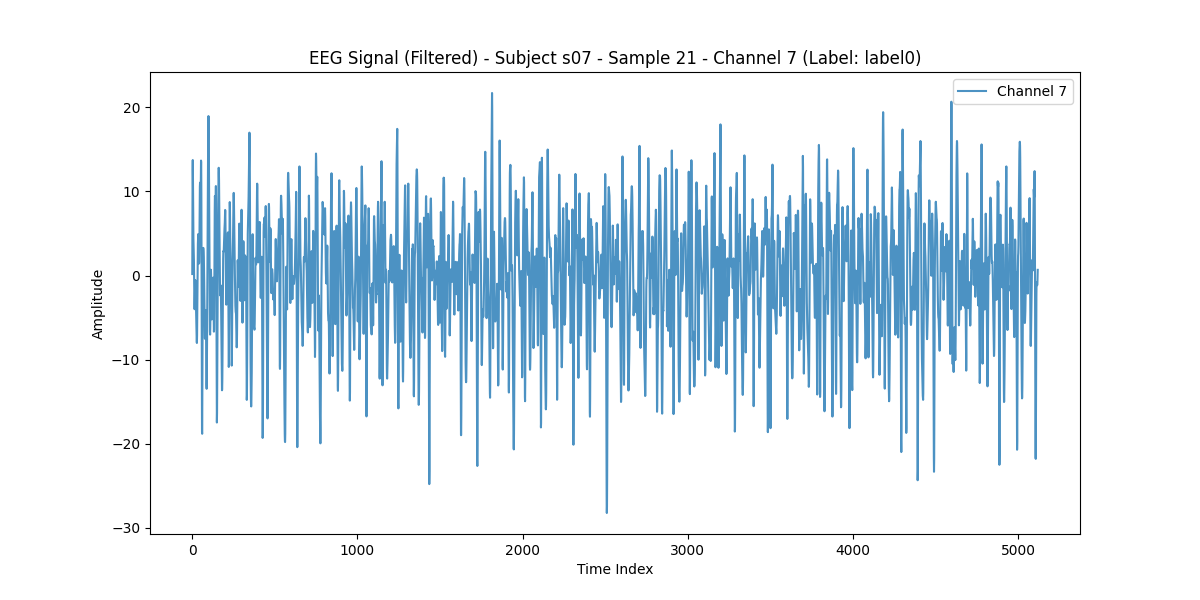 EEG Signal (Filtered) - Subject s07 - Sample 21 - Channel 7 (Label: label0)
Channel 7
20
10
0
−10
−20
−30
Amplitude
0 1000 2000 3000 4000 5000
Time Index